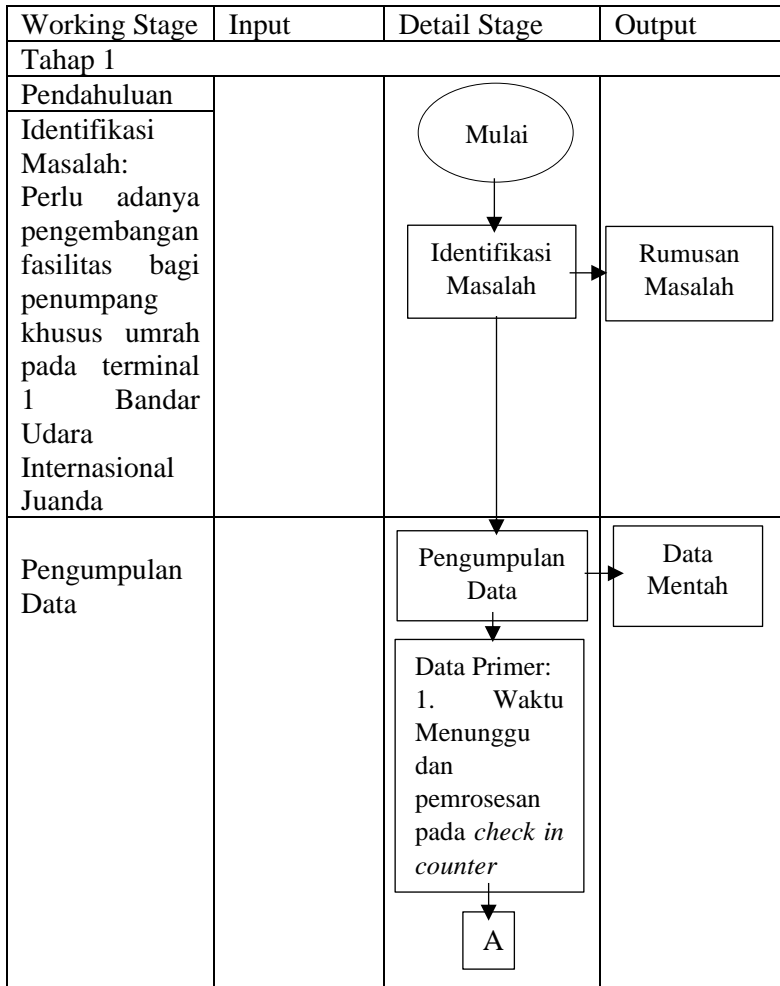 Working Stage Input Detail Stage Output
Tahap 1
Pendahuluan
Identifikasi
Masalah:
Perlu adanya
pengembangan
fasilitas bagi
penumpang
khusus umrah
pada terminal
1 Bandar
Udara
Internasional
Juanda
Mulai
Identifikasi
Masalah
Rumusan
Masalah
Pengumpulan
Data
Pengumpulan
Data
Data
Mentah
Data Primer:
1. Waktu
Menunggu
dan
pemrosesan
pada check in
counter
A